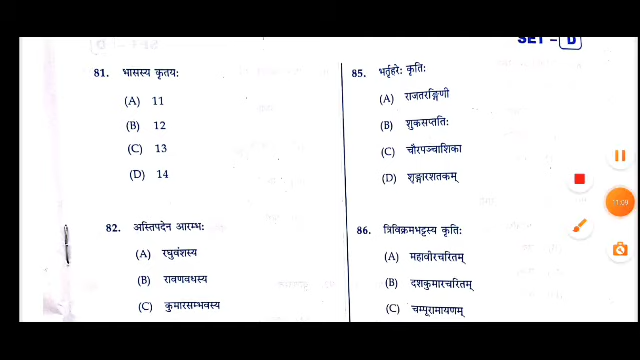 SET – D
81. भासस्य कृतयः
(A) 11
(B) 12
(C) 13
(D) 14
82. अस्तिपदेन आरम्भः
(A) रघुवंशस्य
(B) रावणवधस्य
(C) कुमारसम्भवस्य
85. भर्तृहरेः कृतिः
(A) राजतरङ्गिणी
(B) शुकसप्ततिः
(C) चौरपञ्चाशिका
(D) शृङ्गारशतकम्
86. त्रिविक्रमभट्टस्य कृतिः
(A) महावीरचरितम्
(B) दशकुमारचरितम्
(C) चम्पूरामायणम्